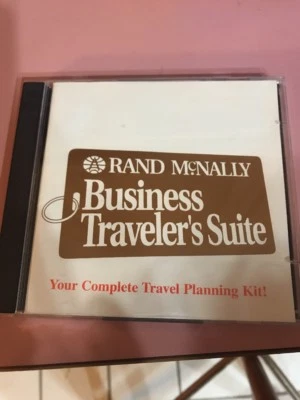 RAND McNALLY
Business
Traveler's Suite
Your Complete Travel Planning Kit!